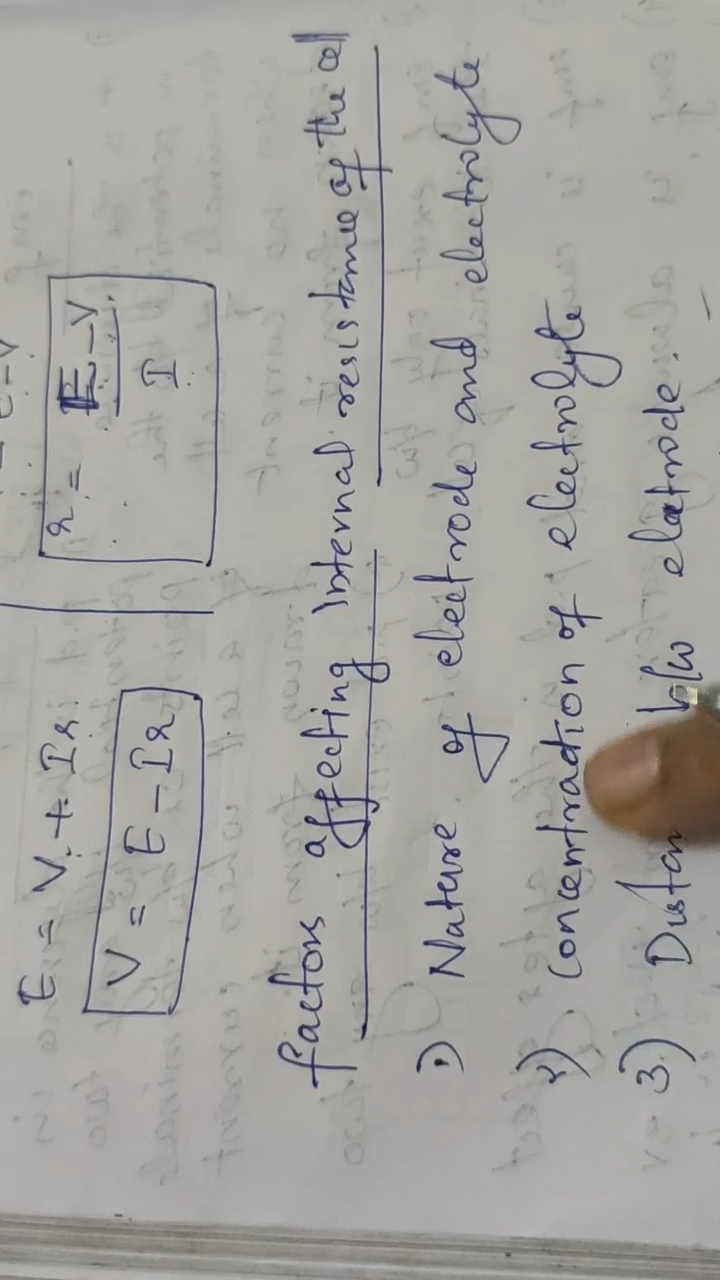 = E-V
E = V + Ir
r = E-V / I
V = E - Ir
factors affecting Internal resistance of the cell
1) Nature of electrode and electrolyte
2) Concentration of electrolyte
3) b/w electrode.